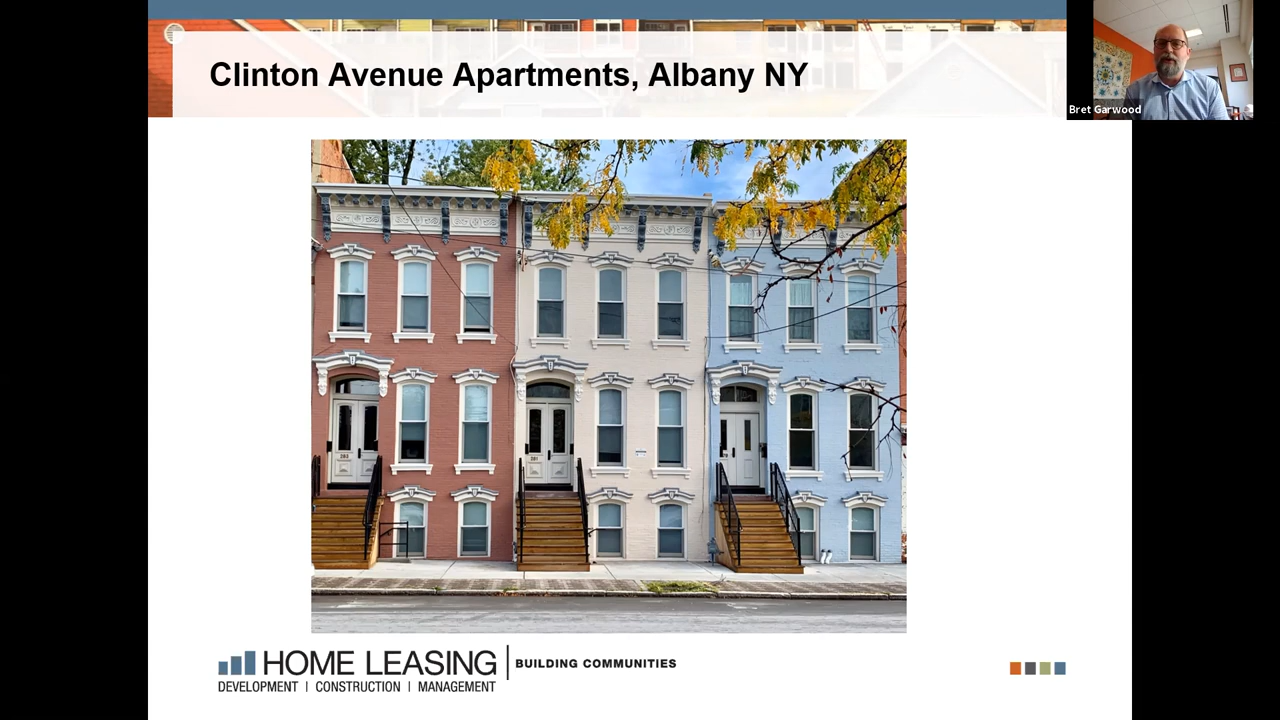 Clinton Avenue Apartments, Albany NY
Bret Garwood
HOME LEASING
BUILDING COMMUNITIES
DEVELOPMENT | CONSTRUCTION | MANAGEMENT